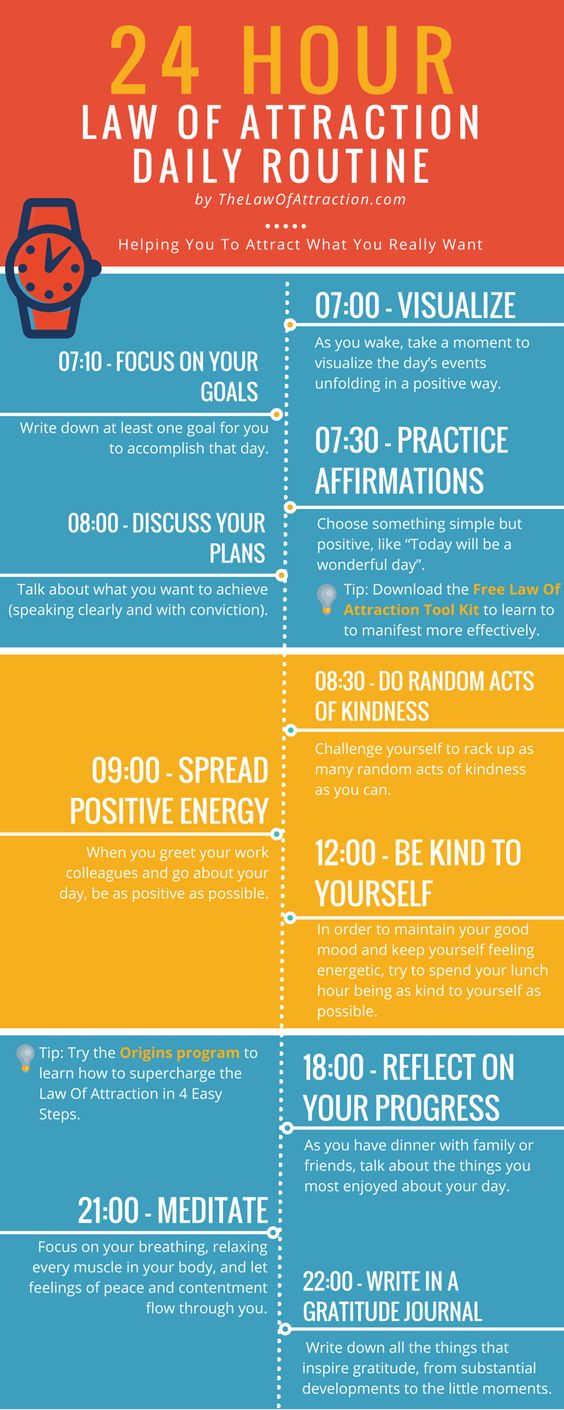 24 HOUR
LAW OF ATTRACTION
DAILY ROUTINE
by TheLawOfAttraction.com
Helping You To Attract What You Really Want
07:00 - VISUALIZE
As you wake, take a moment to
visualize the day's events
unfolding in a positive way.
07:10 - FOCUS ON YOUR
GOALS
Write down at least one goal for you
to accomplish that day.
07:30 - PRACTICE
AFFIRMATIONS
Choose something simple but
positive, like "Today will be a
wonderful day".
Tip: Download the Free Law Of
Attraction Tool Kit to learn to
to manifest more effectively.
08:00 - DISCUSS YOUR
PLANS
Talk about what you want to achieve
(speaking clearly and with conviction).
08:30 - DO RANDOM ACTS
OF KINDNESS
Challenge yourself to rack up as
many random acts of kindness
as you can.
09:00 - SPREAD
POSITIVE ENERGY
When you greet your work
colleagues and go about your
day, be as positive as possible.
12:00 - BE KIND TO
YOURSELF
In order to maintain your good
mood and keep yourself feeling
energetic, try to spend your lunch
hour being as kind to yourself as
possible.
Tip: Try the Origins program to
learn how to supercharge the
Law Of Attraction in 4 Easy
Steps.
18:00 - REFLECT ON
YOUR PROGRESS
As you have dinner with family or
friends, talk about the things you
most enjoyed about your day.
21:00 - MEDITATE
Focus on your breathing, relaxing
every muscle in your body, and let
feelings of peace and contentment
flow through you.
22:00 - WRITE IN A
GRATITUDE JOURNAL
Write down all the things that
inspire gratitude, from substantial
developments to the little moments.